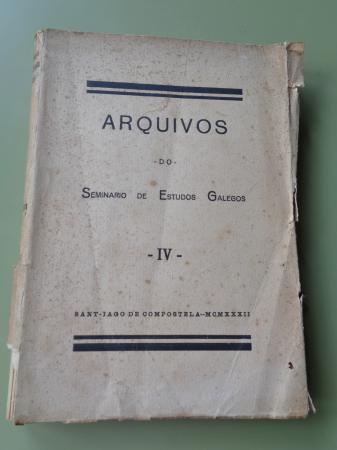 ARQUIVOS
-DO-
SEMINARIO DE ESTUDOS GALEGOS
- IV -
SANT-IAGO DE COMPOSTELA--MCMXXXII